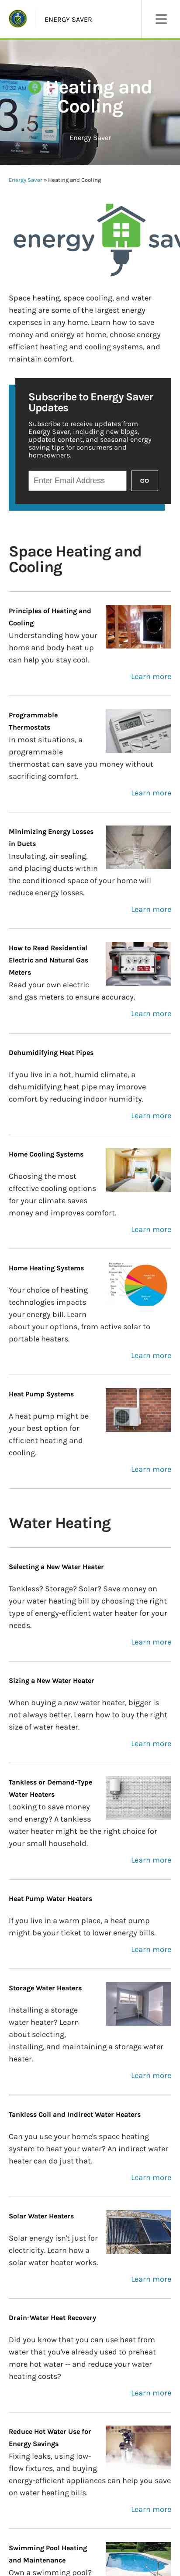 ENERGY SAVER
Heating and
Cooling
Energy Saver
Energy Saver » Heating and Cooling
energy sav
Space heating, space cooling, and water
heating are some of the largest energy
expenses in any home. Learn how to save
money and energy at home, choose energy
efficient heating and cooling systems, and
maintain comfort.
Subscribe to Energy Saver
Updates
Subscribe to receive updates from
Energy Saver, including new blogs,
updated content, and seasonal energy
saving tips for consumers and
homeowners.
Enter Email Address
GO
Space Heating and
Cooling
Principles of Heating and
Cooling
Understanding how your
home and body heat up
can help you stay cool.
Learn more
Programmable
Thermostats
In most situations, a
programmable
thermostat can save you money without
sacrificing comfort.
Learn more
Minimizing Energy Losses
in Ducts
Insulating, air sealing,
and placing ducts within
the conditioned space of your home will
reduce energy losses.
Learn more
How to Read Residential
Electric and Natural Gas
Meters
Read your own electric
and gas meters to ensure accuracy.
Learn more
Dehumidifying Heat Pipes
If you live in a hot, humid climate, a
dehumidifying heat pipe may improve
comfort by reducing indoor humidity.
Learn more
Home Cooling Systems
Choosing the most
effective cooling options
for your climate saves
money and improves comfort.
Learn more
Home Heating Systems
Your choice of heating
technologies impacts
your energy bill. Learn
about your options, from active solar to
portable heaters.
Learn more
Heat Pump Systems
A heat pump might be
your best option for
efficient heating and
cooling.
Learn more
Water Heating
Selecting a New Water Heater
Tankless? Storage? Solar? Save money on
your water heating bill by choosing the right
type of energy-efficient water heater for your
needs.
Learn more
Sizing a New Water Heater
When buying a new water heater, bigger is
not always better. Learn how to buy the right
size of water heater.
Learn more
Tankless or Demand-Type
Water Heaters
Looking to save money
and energy? A tankless
water heater might be the right choice for
your small household.
Learn more
Heat Pump Water Heaters
If you live in a warm place, a heat pump
might be your ticket to lower energy bills.
Learn more
Storage Water Heaters
Installing a storage
water heater? Learn
about selecting,
installing, and maintaining a storage water
heater.
Learn more
Tankless Coil and Indirect Water Heaters
Can you use your home's space heating
system to heat your water? An indirect water
heater can do just that.
Learn more
Solar Water Heaters
Solar energy isn't just for
electricity. Learn how a
solar water heater works.
Learn more
Drain-Water Heat Recovery
Did you know that you can use heat from
water that you've already used to preheat
more hot water -- and reduce your water
heating costs?
Learn more
Reduce Hot Water Use for
Energy Savings
Fixing leaks, using low-
flow fixtures, and buying
energy-efficient appliances can help you save
on water heating bills.
Learn more
Swimming Pool Heating
and Maintenance
Own a swimming pool?